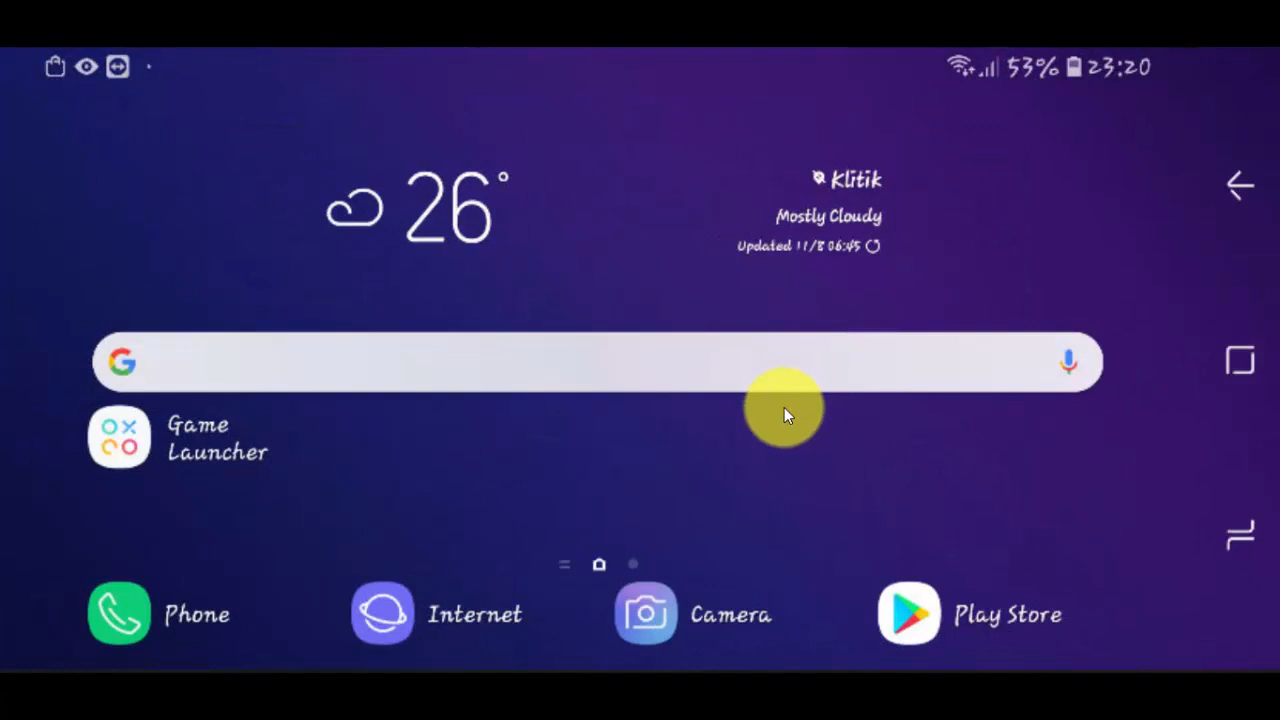 53% 23:20
26°
Klitik
Mostly Cloudy
Updated 11/8 06:45
Game
Launcher
Phone
Internet
Camera
Play Store